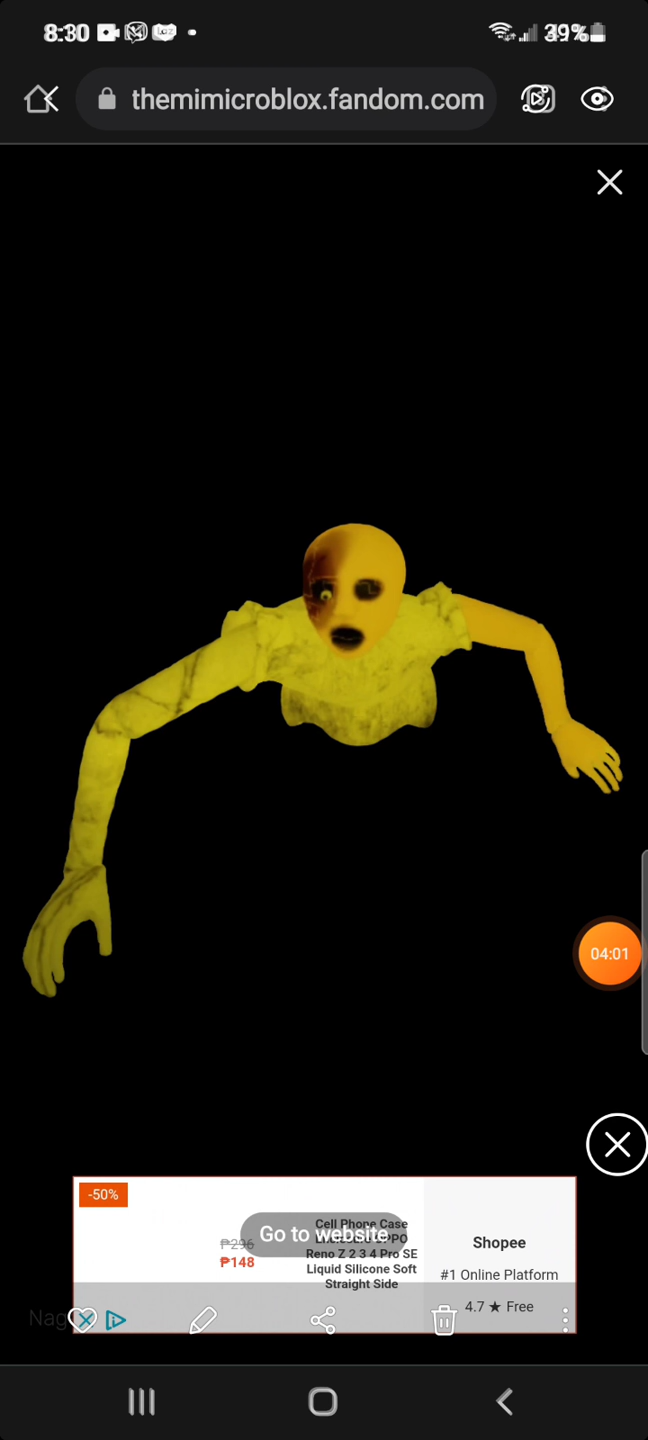 8:30
39%
themimicroblox.fandom.com
04:01
-50%
₱296
₱148
Cell Phone Case
Go to website
Reno Z 2 3 4 Pro SE
Liquid Silicone Soft
Straight Side
Shopee
#1 Online Platform
4.7 ★ Free
Nag